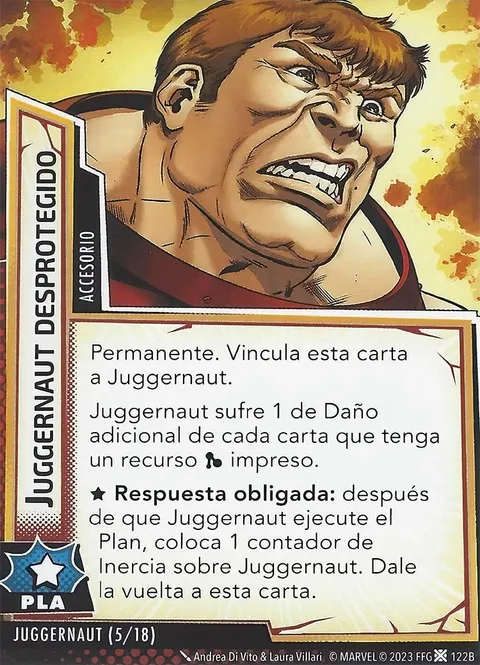 JUGGERNAUT DESPROTEGIDO
ACCESORIO
Permanente. Vincula esta carta
a Juggernaut.
Juggernaut sufre 1 de Daño
adicional de cada carta que tenga
un recurso impreso.
★ Respuesta obligada: después
de que Juggernaut ejecute el
Plan, coloca 1 contador de
Inercia sobre Juggernaut. Dale
la vuelta a esta carta.
PLA
JUGGERNAUT (5/18)
Andrea Di Vito & Laura Villari. © MARVEL © 2023 FFG 122B